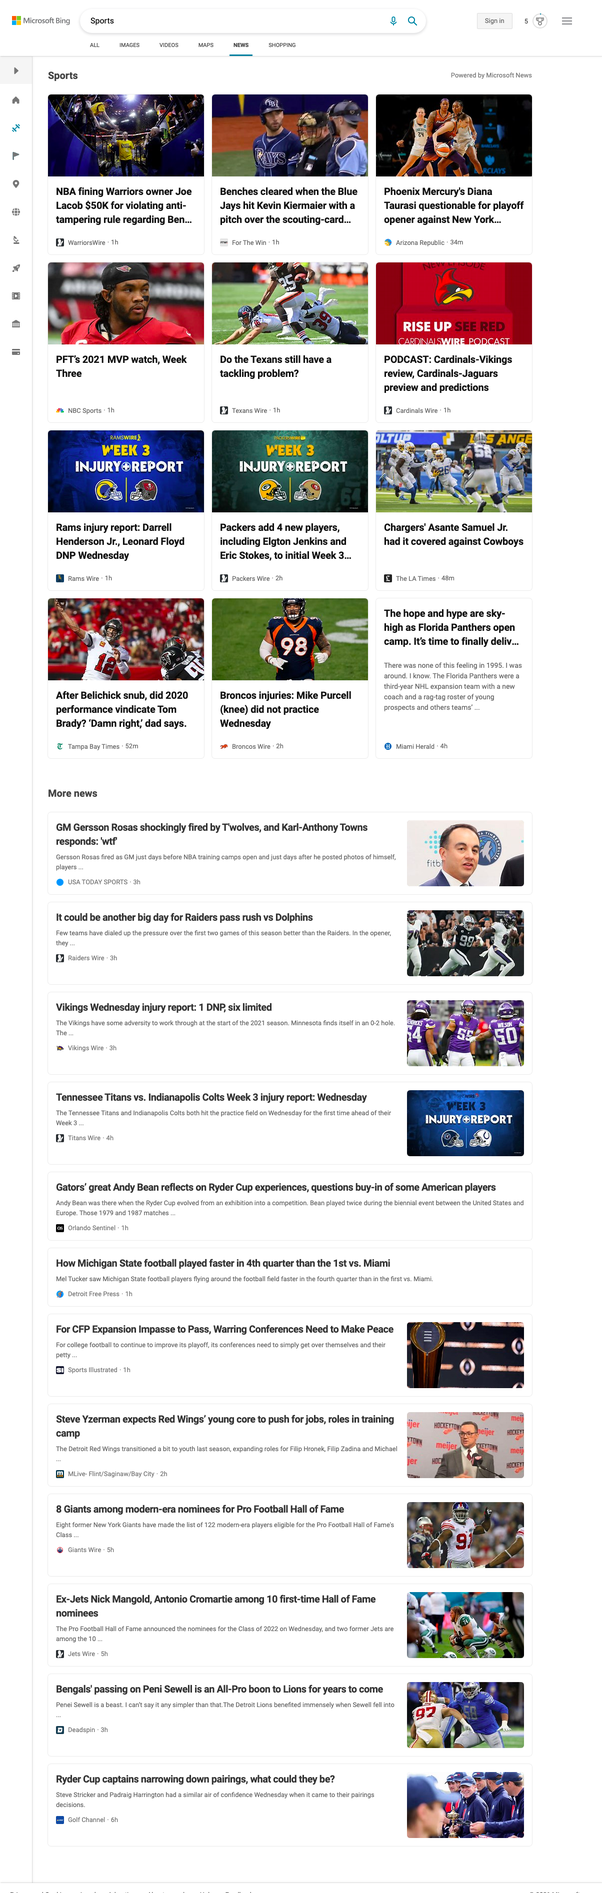 Microsoft Bing
Sports
Sign in
5
ALL
IMAGES
VIDEOS
MAPS
NEWS
SHOPPING
Sports
Powered by Microsoft News
NBA fining Warriors owner Joe
Lacob $50K for violating anti-
tampering rule regarding Ben...
WarriorsWire · 1h
Benches cleared when the Blue
Jays hit Kevin Kiermaier with a
pitch over the scouting-card...
For The Win · 1h
Phoenix Mercury's Diana
Taurasi questionable for playoff
opener against New York...
Arizona Republic · 34m
PFT's 2021 MVP watch, Week
Three
NBC Sports · 1h
Do the Texans still have a
tackling problem?
Texans Wire · 1h
RISE UP SEE RED
CARDINALSWIRE PODCAST
PODCAST: Cardinals-Vikings
review, Cardinals-Jaguars
preview and predictions
Cardinals Wire · 1h
RAMSWIRE
WEEK 3
INJURY+REPORT
Rams injury report: Darrell
Henderson Jr., Leonard Floyd
DNP Wednesday
Rams Wire · 1h
WEEK 3
INJURY+REPORT
Packers add 4 new players,
including Elgton Jenkins and
Eric Stokes, to initial Week 3...
Packers Wire · 2h
Chargers' Asante Samuel Jr.
had it covered against Cowboys
The LA Times · 48m
After Belichick snub, did 2020
performance vindicate Tom
Brady? 'Damn right,' dad says.
Tampa Bay Times · 52m
98
Broncos injuries: Mike Purcell
(knee) did not practice
Wednesday
Broncos Wire · 2h
The hope and hype are sky-
high as Florida Panthers open
camp. It's time to finally deliv...
There was none of this feeling in 1995. I was
around. I know. The Florida Panthers were a
third-year NHL expansion team with a new
coach and a rag-tag roster of young
prospects and others teams' ...
Miami Herald · 4h
More news
GM Gersson Rosas shockingly fired by T'wolves, and Karl-Anthony Towns
responds: 'wtf'
Gersson Rosas fired as GM just days before NBA training camps open and just days after he posted photos of himself,
players ...
USA TODAY SPORTS · 3h
fitb
It could be another big day for Raiders pass rush vs Dolphins
Few teams have dialed up the pressure over the first two games of this season better than the Raiders. In the opener,
they ...
Raiders Wire · 3h
Vikings Wednesday injury report: 1 DNP, six limited
The Vikings have some adversity to work through at the start of the 2021 season. Minnesota finds itself in an 0-2 hole.
The ...
Vikings Wire · 3h
Tennessee Titans vs. Indianapolis Colts Week 3 injury report: Wednesday
The Tennessee Titans and Indianapolis Colts both hit the practice field on Wednesday for the first time ahead of their
Week 3 ...
Titans Wire · 4h
WEEK 3
INJURY+REPORT
Gators' great Andy Bean reflects on Ryder Cup experiences, questions buy-in of some American players
Andy Bean was there when the Ryder Cup evolved from an exhibition into a competition. Bean played twice during the biennial event between the United States and
Europe. Those 1979 and 1987 matches ...
Orlando Sentinel · 1h
How Michigan State football played faster in 4th quarter than the 1st vs. Miami
Mel Tucker saw Michigan State football players flying around the football field faster in the fourth quarter than in the first vs. Miami.
Detroit Free Press · 1h
For CFP Expansion Impasse to Pass, Warring Conferences Need to Make Peace
For college football to continue to improve its playoff, its conferences need to simply get over themselves and their
petty ...
Sports Illustrated · 1h
Steve Yzerman expects Red Wings' young core to push for jobs, roles in training
camp
The Detroit Red Wings transitioned a bit to youth last season, expanding roles for Filip Hronek, Filip Zadina and Michael
...
MLive- Flint/Saginaw/Bay City · 2h
meijer
8 Giants among modern-era nominees for Pro Football Hall of Fame
Eight former New York Giants have made the list of 122 modern-era players eligible for the Pro Football Hall of Fame's
Class ...
Giants Wire · 5h
Ex-Jets Nick Mangold, Antonio Cromartie among 10 first-time Hall of Fame
nominees
The Pro Football Hall of Fame announced the nominees for the Class of 2022 on Wednesday, and two former Jets are
among the 10 ...
Jets Wire · 5h
Bengals' passing on Peni Sewell is an All-Pro boon to Lions for years to come
Penei Sewell is a beast. I can't say it any simpler than that.The Detroit Lions benefited immensely when Sewell fell into
...
Deadspin · 3h
Ryder Cup captains narrowing down pairings, what could they be?
Steve Stricker and Padraig Harrington had a similar air of confidence Wednesday when it came to their pairings
decisions.
Golf Channel · 6h